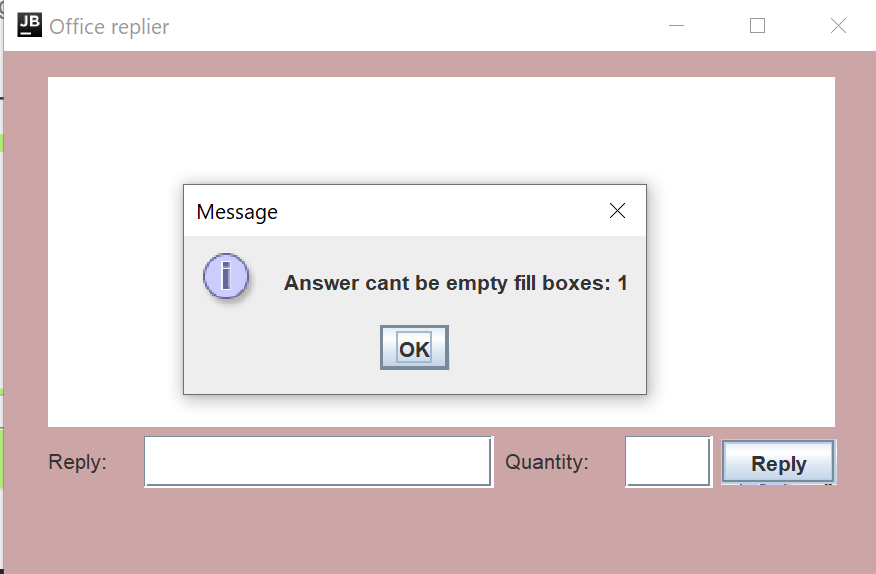 JB Office replier
Message
i
Answer cant be empty fill boxes: 1
OK
Reply:
Quantity:
Reply